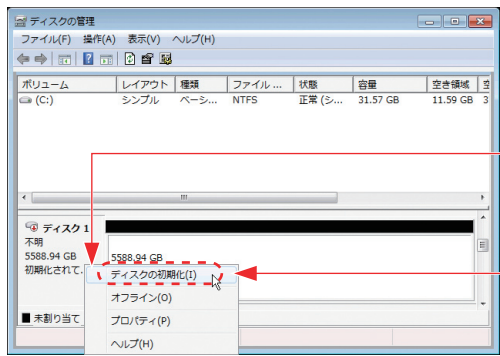 ディスクの管理
ファイル(F) 操作(A) 表示(V) ヘルプ(H)
ボリューム レイアウト 種類 ファイル ... 状態 容量 空き領域 空
(C:) シンプル ベーシ... NTFS 正常 (シ... 31.57 GB 11.59 GB 3
ディスク 1
不明
5588.94 GB
初期化されて
5588.94 GB
ディスクの初期化(I)
オフライン(O)
プロパティ(P)
ヘルプ(H)
未割り当て